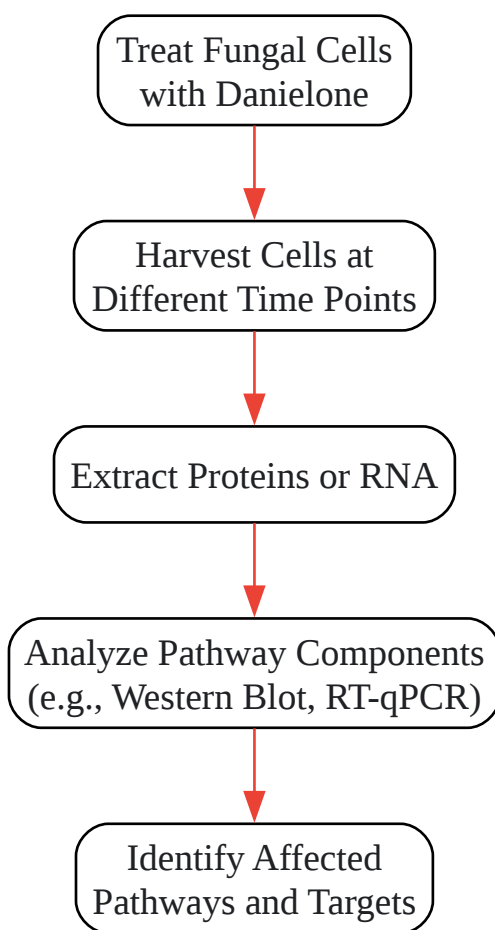 Treat Fungal Cells
with Danielone
Harvest Cells at
Different Time Points
Extract Proteins or RNA
Analyze Pathway Components
(e.g., Western Blot, RT-qPCR)
Identify Affected
Pathways and Targets